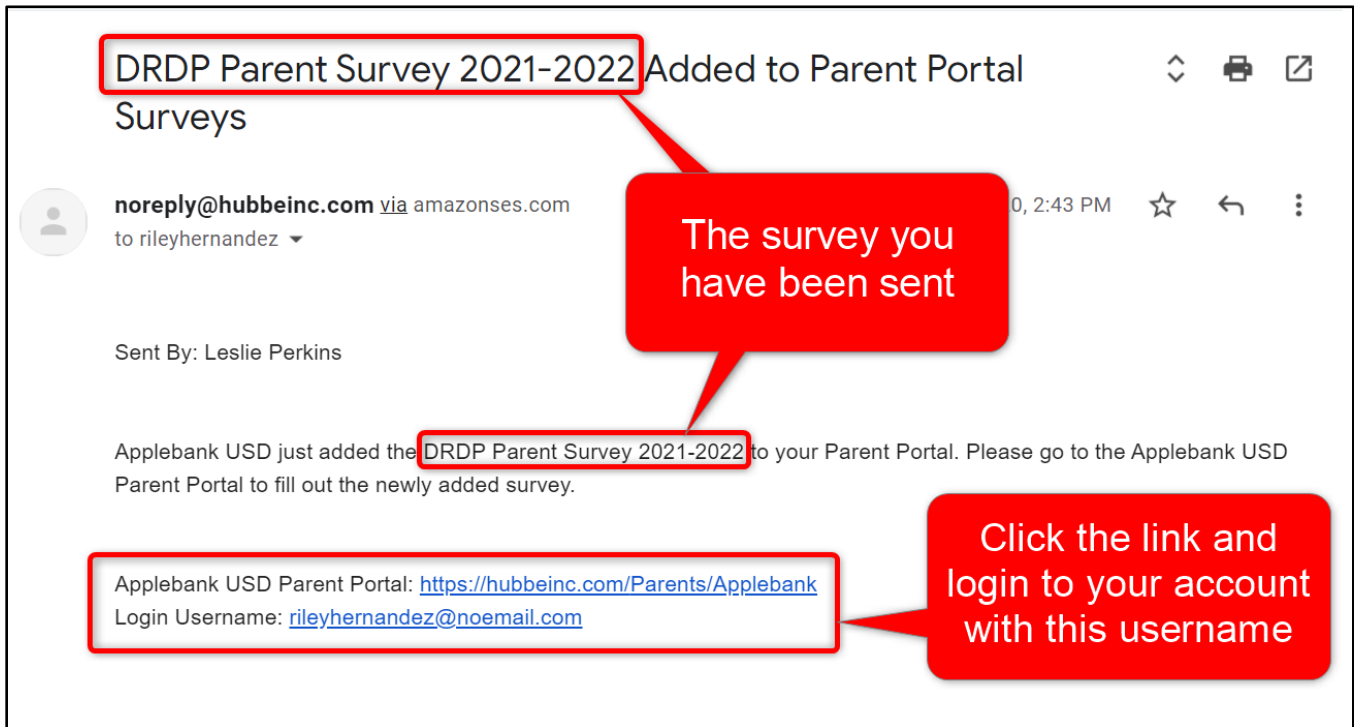 DRDP Parent Survey 2021-2022 Added to Parent Portal
Surveys
noreply@hubbeinc.com via amazonses.com
0, 2:43 PM
to rileyhernandez
The survey you
have been sent
Sent By: Leslie Perkins
Applebank USD just added the DRDP Parent Survey 2021-2022 to your Parent Portal. Please go to the Applebank USD
Parent Portal to fill out the newly added survey.
Click the link and
login to your account
with this username
Applebank USD Parent Portal: https://hubbeinc.com/Parents/Applebank
Login Username: rileyhernandez@noemail.com